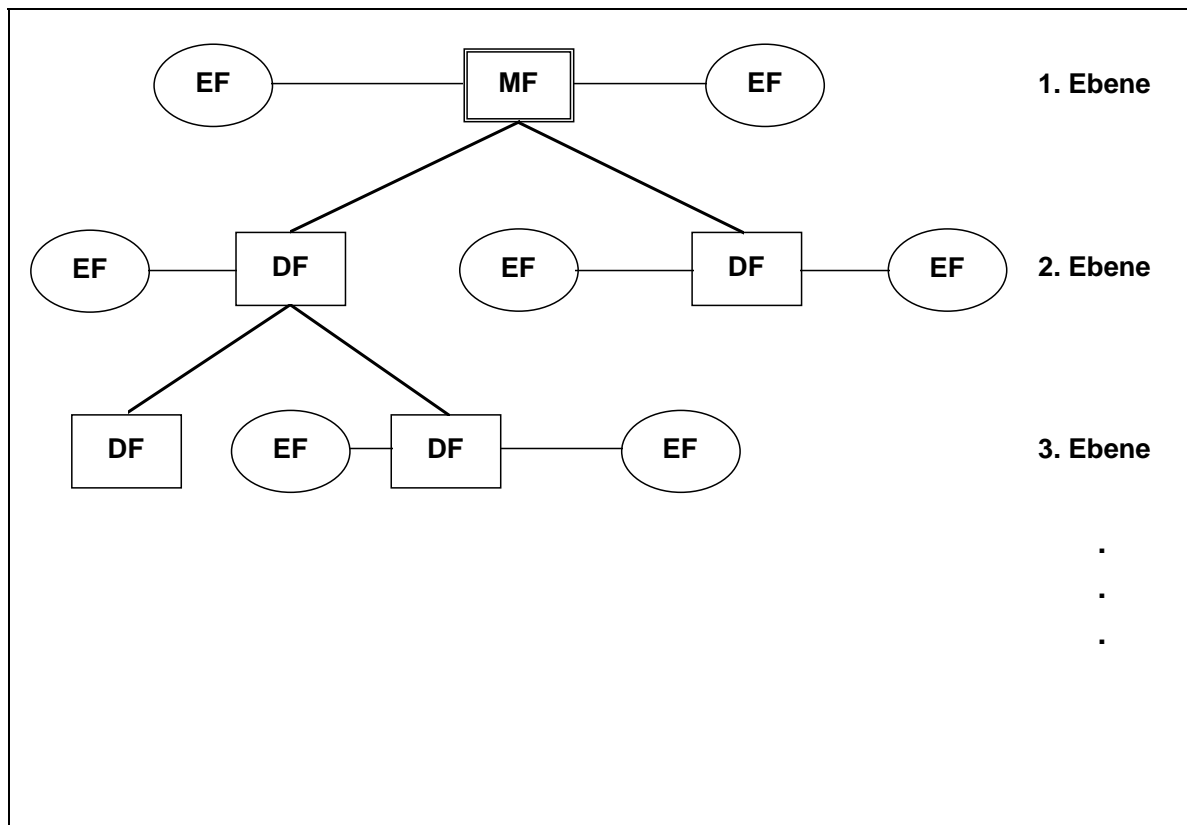 EF MF EF 1. Ebene
EF DF EF DF EF 2. Ebene
DF EF DF EF 3. Ebene
.
.
.